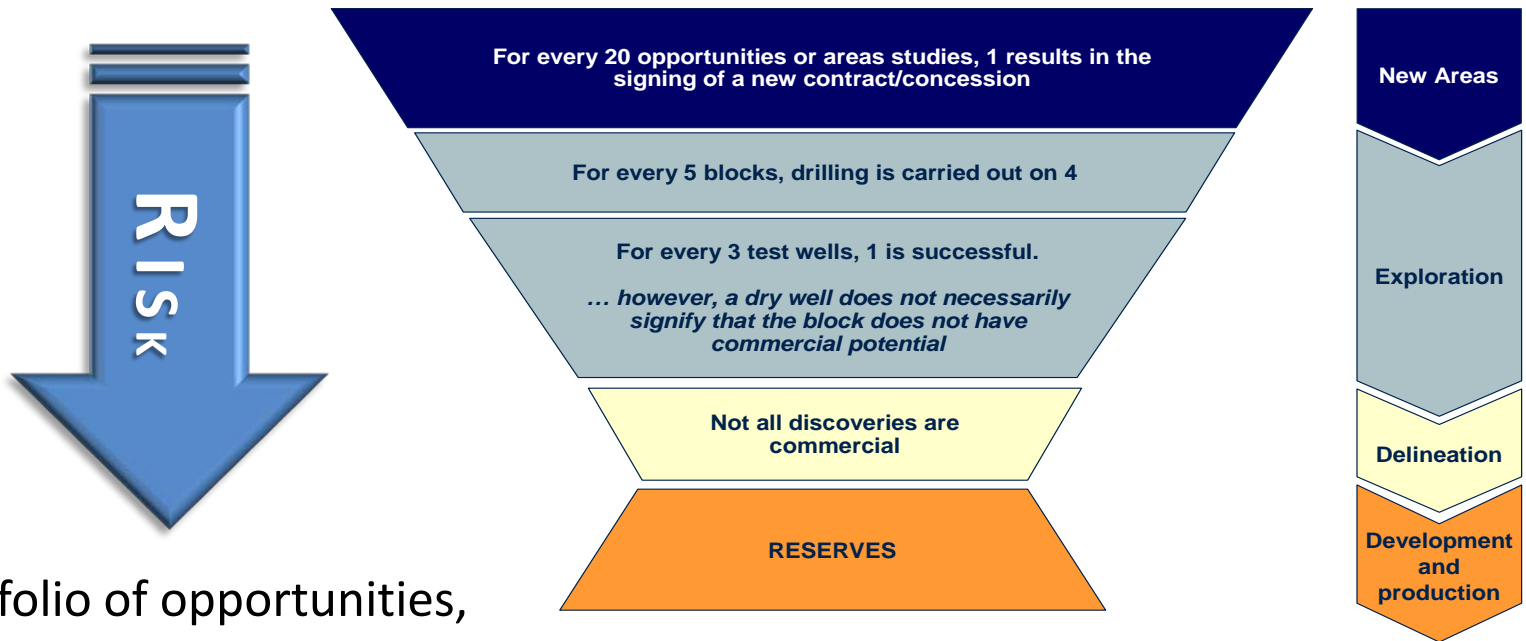 Risk
For every 20 opportunities or areas studies, 1 results in the
signing of a new contract/concession
For every 5 blocks, drilling is carried out on 4
For every 3 test wells, 1 is successful.
… however, a dry well does not necessarily
signify that the block does not have
commercial potential
Not all discoveries are
commercial
RESERVES
New Areas
Exploration
Delineation
Development
and
production
folio of opportunities,